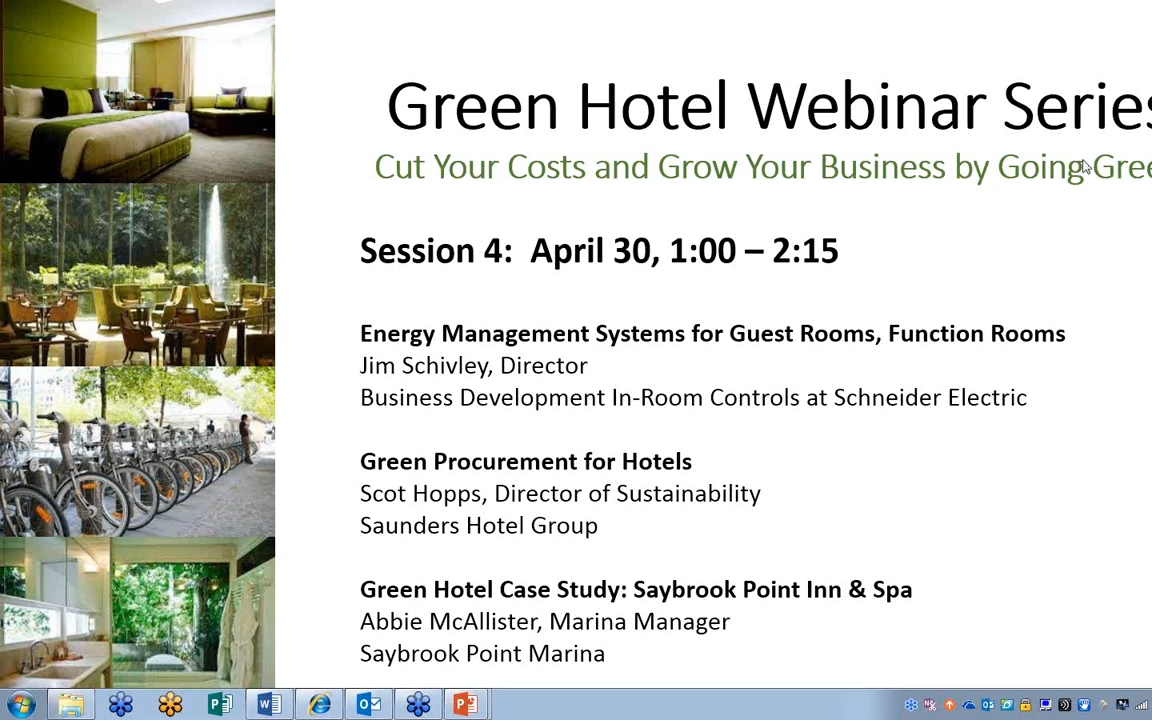 Green Hotel Webinar Series
Cut Your Costs and Grow Your Business by Going Gree
Session 4: April 30, 1:00 – 2:15
Energy Management Systems for Guest Rooms, Function Rooms
Jim Schivley, Director
Business Development In-Room Controls at Schneider Electric
Green Procurement for Hotels
Scot Hopps, Director of Sustainability
Saunders Hotel Group
Green Hotel Case Study: Saybrook Point Inn & Spa
Abbie McAllister, Marina Manager
Saybrook Point Marina